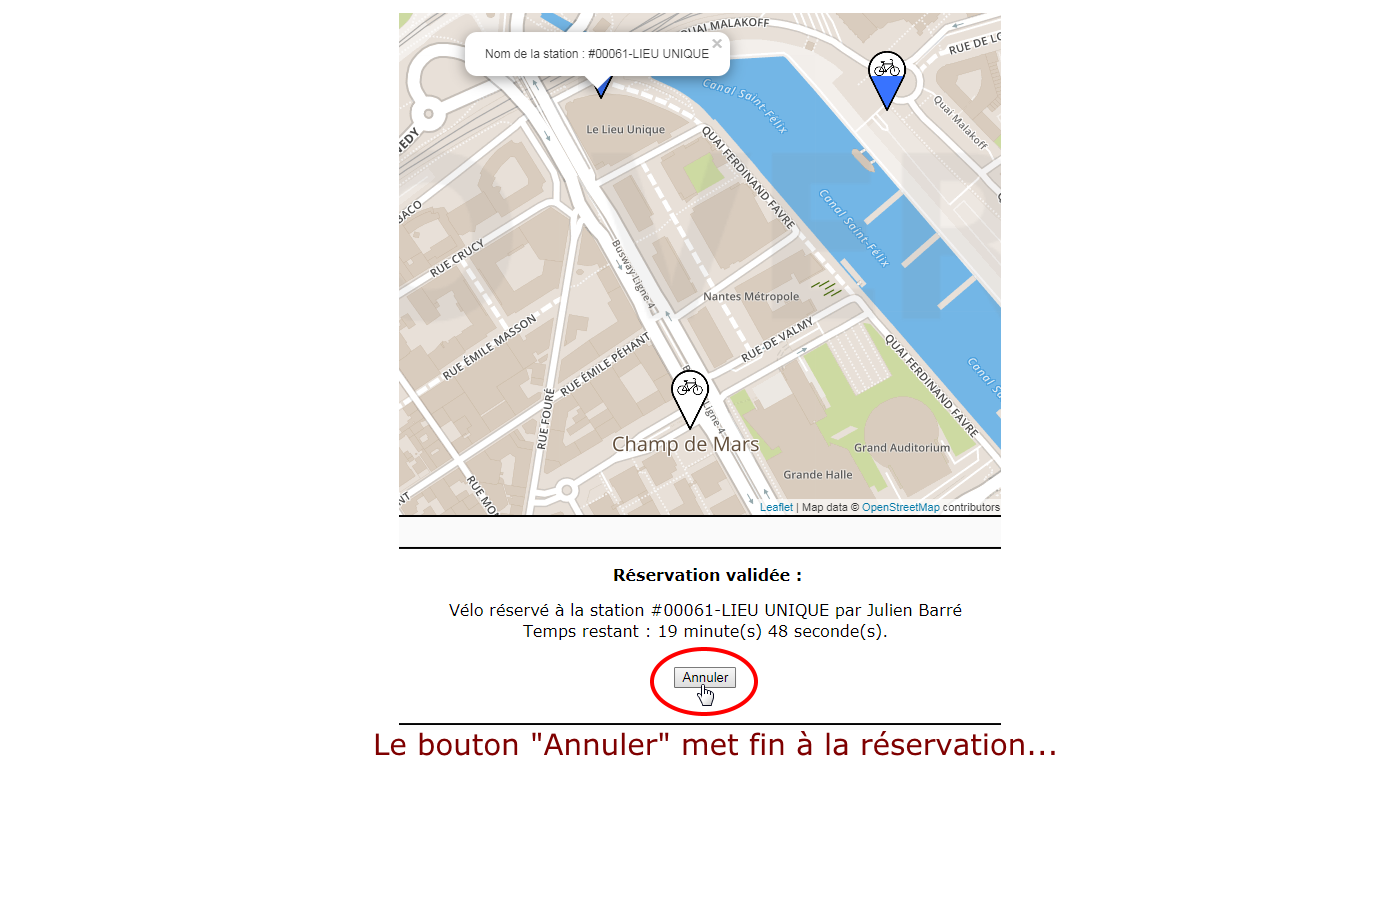 QUAI MALAKOFF
RUE DE LO
Nom de la station : #00061-LIEU UNIQUE
×
Canal Saint-Félix
Quai Malakoff
Le Lieu Unique
NEDY
QUAI FERDINAND FAVRE
BACO
Canal Saint-Félix
RUE CRUCY
Busway Ligne 4
Nantes Métropole
RUE ÉMILE MASSON
RUE DE VALMY
RUE ÉMILE PÉHANT
QUAI FERDINAND FAVRE
Canal S
Ligne 4
RUE FOURÉ
Champ de Mars
Grand Auditorium
Grande Halle
RUE MO
NT
Leaflet | Map data © OpenStreetMap contributors
Réservation validée :
Vélo réservé à la station #00061-LIEU UNIQUE par Julien Barré
Temps restant : 19 minute(s) 48 seconde(s).
Annuler
Le bouton "Annuler" met fin à la réservation...